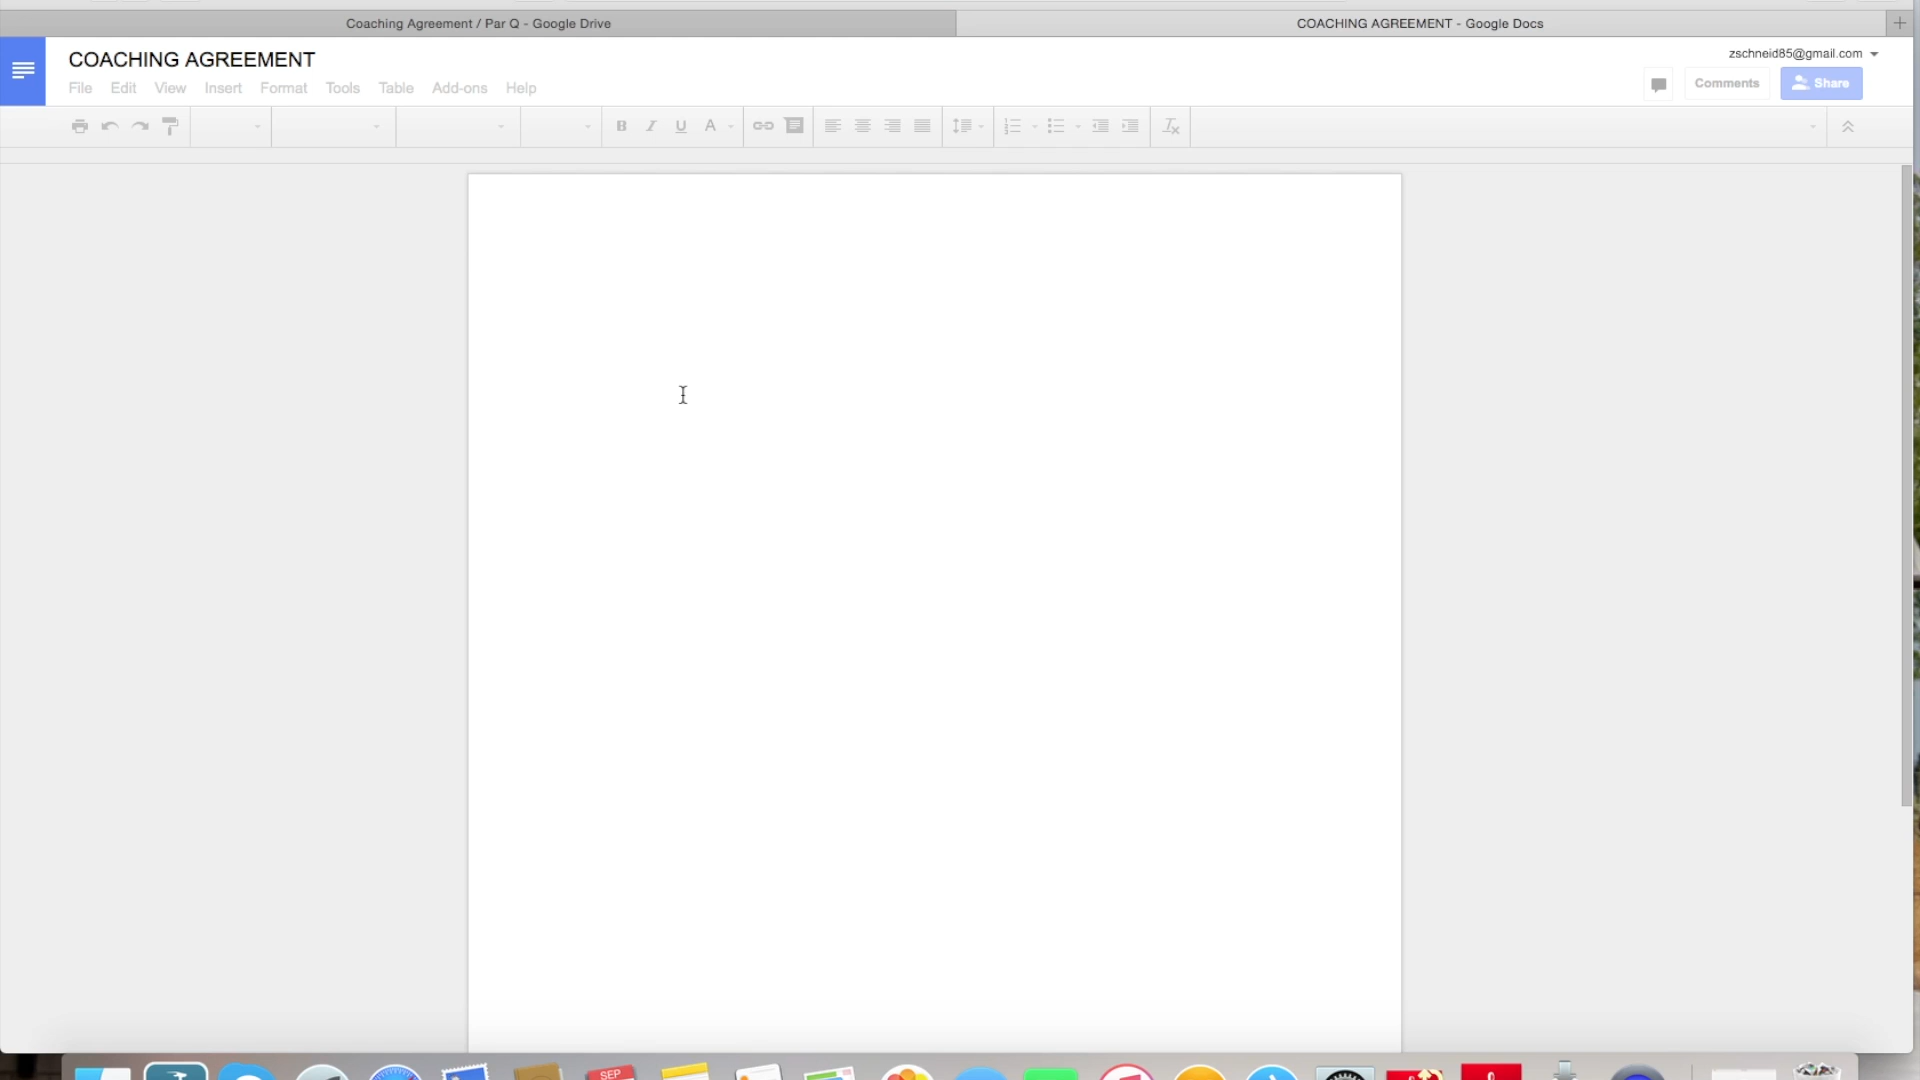 Coaching Agreement / Par Q - Google Drive
COACHING AGREEMENT - Google Docs
COACHING AGREEMENT
zschneid85@gmail.com
File Edit View Insert Format Tools Table Add-ons Help
Comments
Share
B I U A
SEP